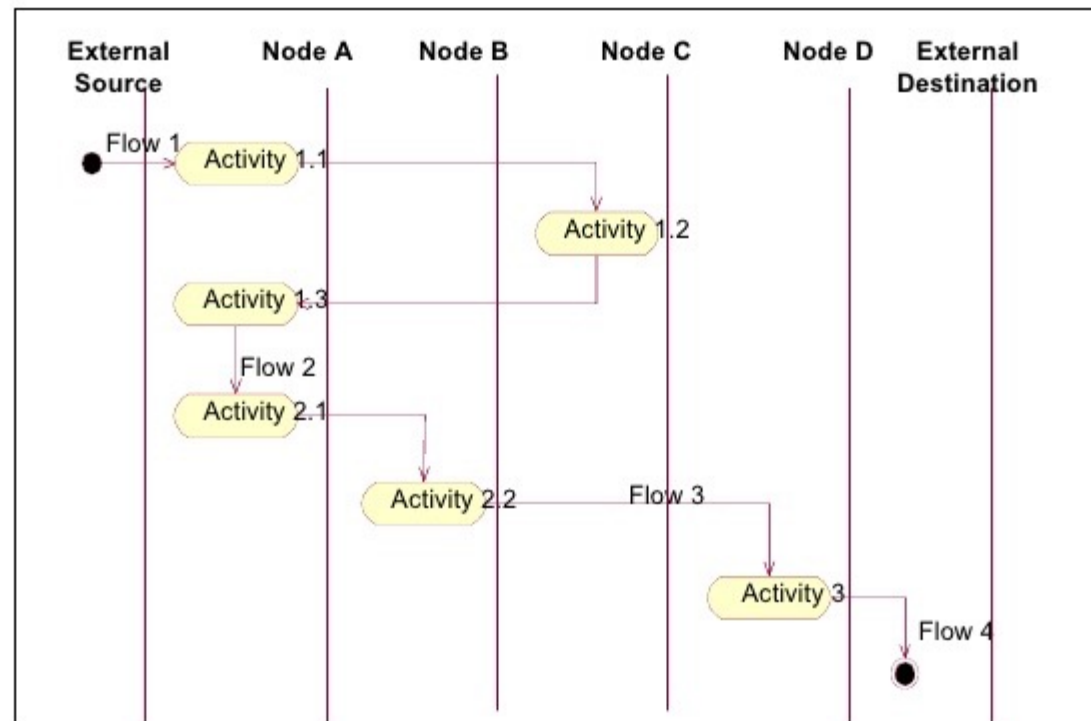 External Source
Node A
Node B
Node C
Node D
External Destination
Flow 1
Activity 1.1
Activity 1.2
Activity 1.3
Flow 2
Activity 2.1
Activity 2.2
Flow 3
Activity 3
Flow 4